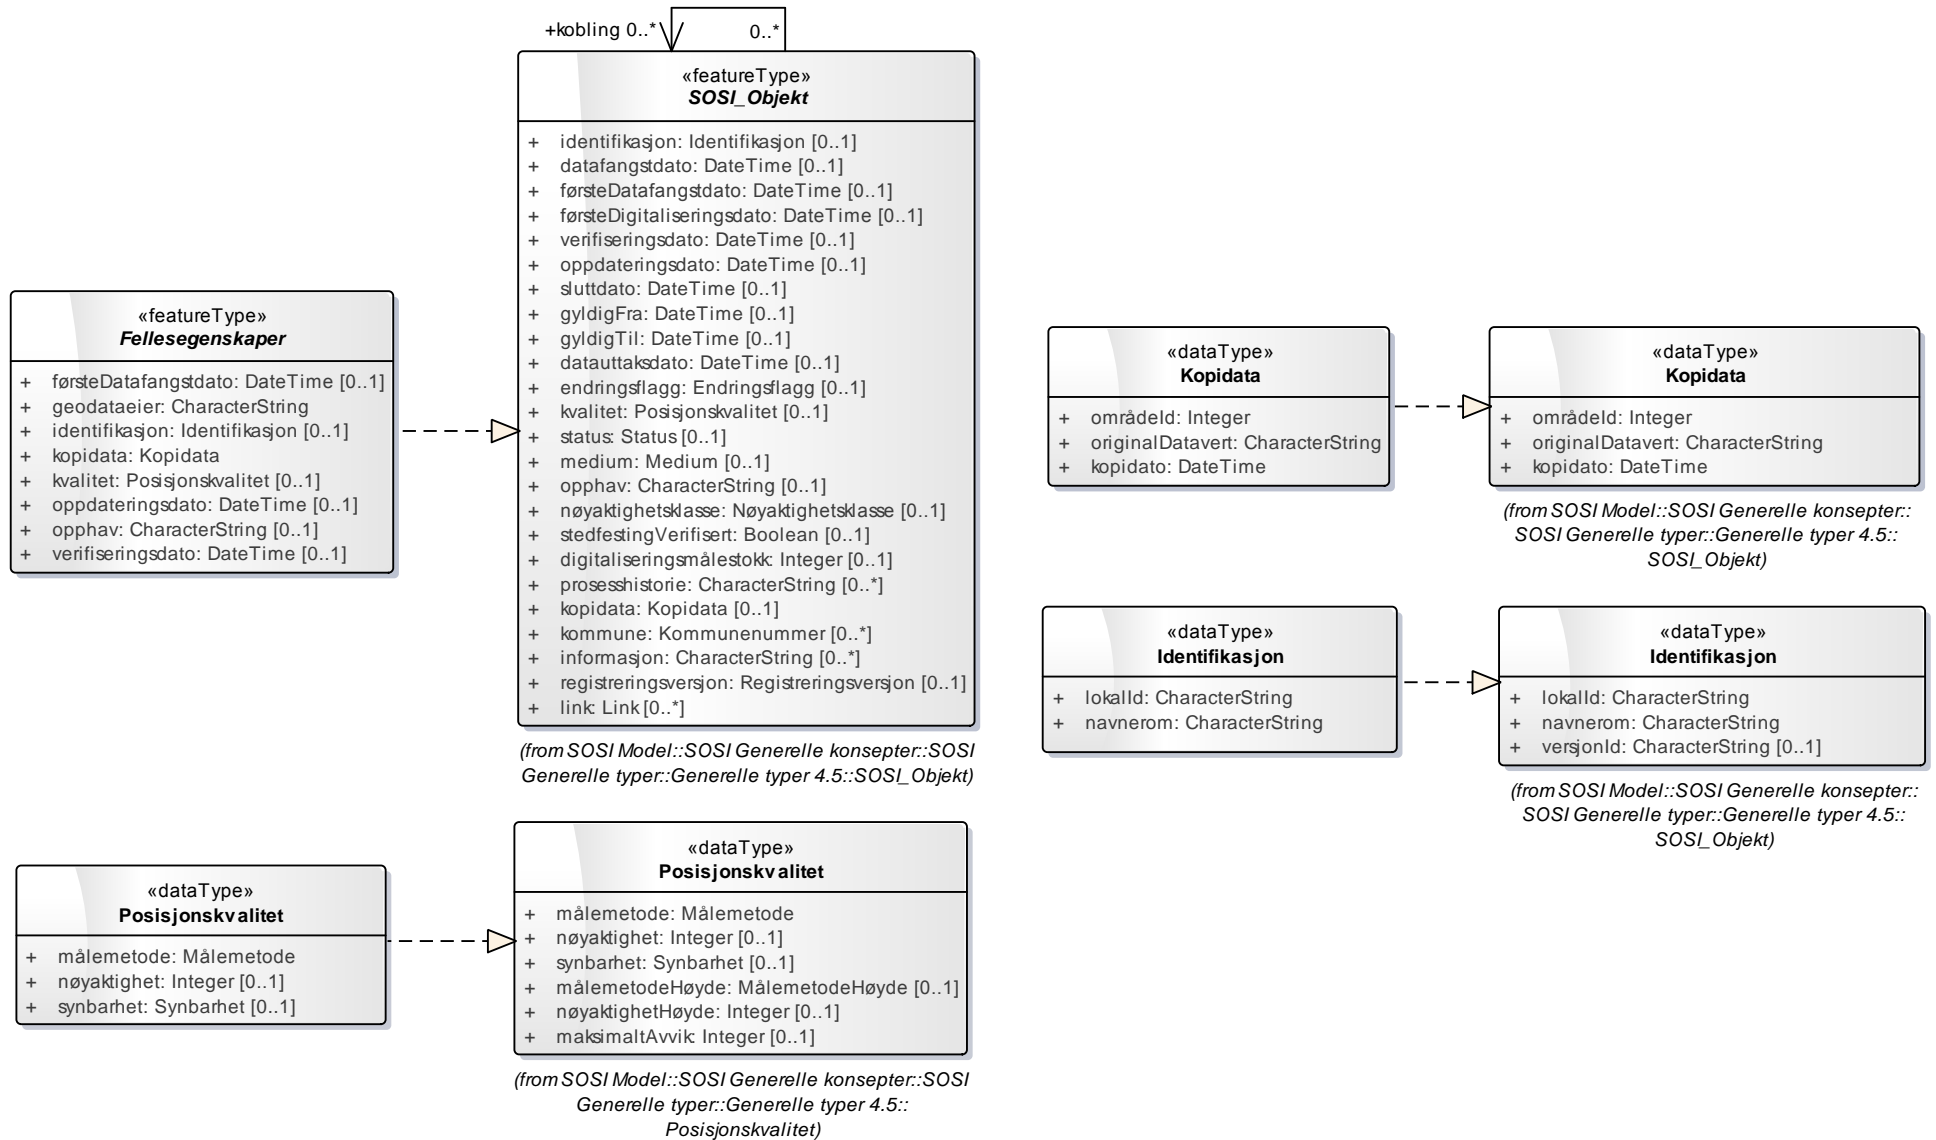 +kobling 0..*
0..*
«featureType»
SOSI_Objekt
+ identifikasjon: Identifikasjon [0..1]
+ datafangstdato: DateTime [0..1]
+ førsteDatafangstdato: DateTime [0..1]
+ førsteDigitaliseringsdato: DateTime [0..1]
+ verifiseringsdato: DateTime [0..1]
+ oppdateringsdato: DateTime [0..1]
+ sluttdato: DateTime [0..1]
+ gyldigFra: DateTime [0..1]
+ gyldigTil: DateTime [0..1]
+ datauttaksdato: DateTime [0..1]
+ endringsflagg: Endringsflagg [0..1]
+ kvalitet: Posisjonskvalitet [0..1]
+ status: Status [0..1]
+ medium: Medium [0..1]
+ opphav: CharacterString [0..1]
+ nøyaktighetsklasse: Nøyaktighetsklasse [0..1]
+ stedfestingVerifisert: Boolean [0..1]
+ digitaliseringsmålestokk: Integer [0..1]
+ prosesshistorie: CharacterString [0..*]
+ kopidata: Kopidata [0..1]
+ kommune: Kommunenummer [0..*]
+ informasjon: CharacterString [0..*]
+ registreringsversjon: Registreringsversjon [0..1]
+ link: Link [0..*]
(from SOSI Model::SOSI Generelle konsepter::SOSI
Generelle typer::Generelle typer 4.5::SOSI_Objekt)
«featureType»
Fellesegenskaper
+ førsteDatafangstdato: DateTime [0..1]
+ geodataeier: CharacterString
+ identifikasjon: Identifikasjon [0..1]
+ kopidata: Kopidata
+ kvalitet: Posisjonskvalitet [0..1]
+ oppdateringsdato: DateTime [0..1]
+ opphav: CharacterString [0..1]
+ verifiseringsdato: DateTime [0..1]
«dataType»
Kopidata
+ områdeId: Integer
+ originalDatavert: CharacterString
+ kopidato: DateTime
«dataType»
Kopidata
+ områdeId: Integer
+ originalDatavert: CharacterString
+ kopidato: DateTime
(from SOSI Model::SOSI Generelle konsepter::
SOSI Generelle typer::Generelle typer 4.5::
SOSI_Objekt)
«dataType»
Identifikasjon
+ lokalId: CharacterString
+ navnerom: CharacterString
«dataType»
Identifikasjon
+ lokalId: CharacterString
+ navnerom: CharacterString
+ versjonId: CharacterString [0..1]
(from SOSI Model::SOSI Generelle konsepter::
SOSI Generelle typer::Generelle typer 4.5::
SOSI_Objekt)
«dataType»
Posisjonskvalitet
+ målemetode: Målemetode
+ nøyaktighet: Integer [0..1]
+ synbarhet: Synbarhet [0..1]
«dataType»
Posisjonskvalitet
+ målemetode: Målemetode
+ nøyaktighet: Integer [0..1]
+ synbarhet: Synbarhet [0..1]
+ målemetodeHøyde: MålemetodeHøyde [0..1]
+ nøyaktighetHøyde: Integer [0..1]
+ maksimaltAvvik: Integer [0..1]
(from SOSI Model::SOSI Generelle konsepter::SOSI
Generelle typer::Generelle typer 4.5::
Posisjonskvalitet)